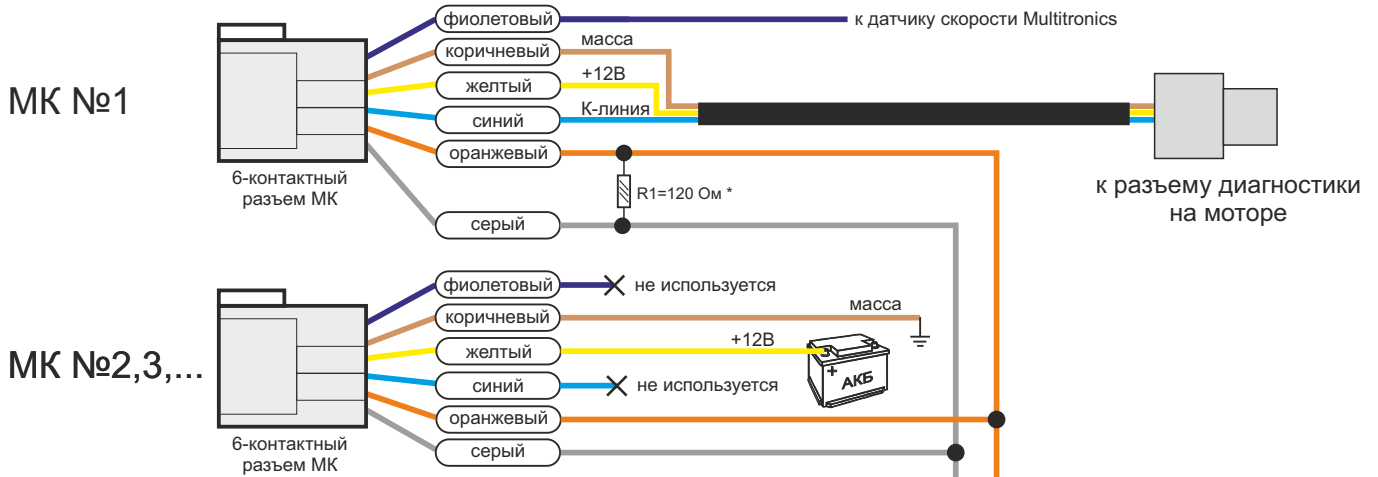 фиолетовый
к датчику скорости Multitronics
коричневый
масса
МК №1
желтый
+12В
синий
К-линия
оранжевый
6-контактный
разъем МК
R1=120 Ом *
к разъему диагностики
на моторе
серый
фиолетовый
не используется
коричневый
масса
МК №2,3,...
желтый
+12В
синий
не используется
+
АКБ
оранжевый
6-контактный
разъем МК
серый